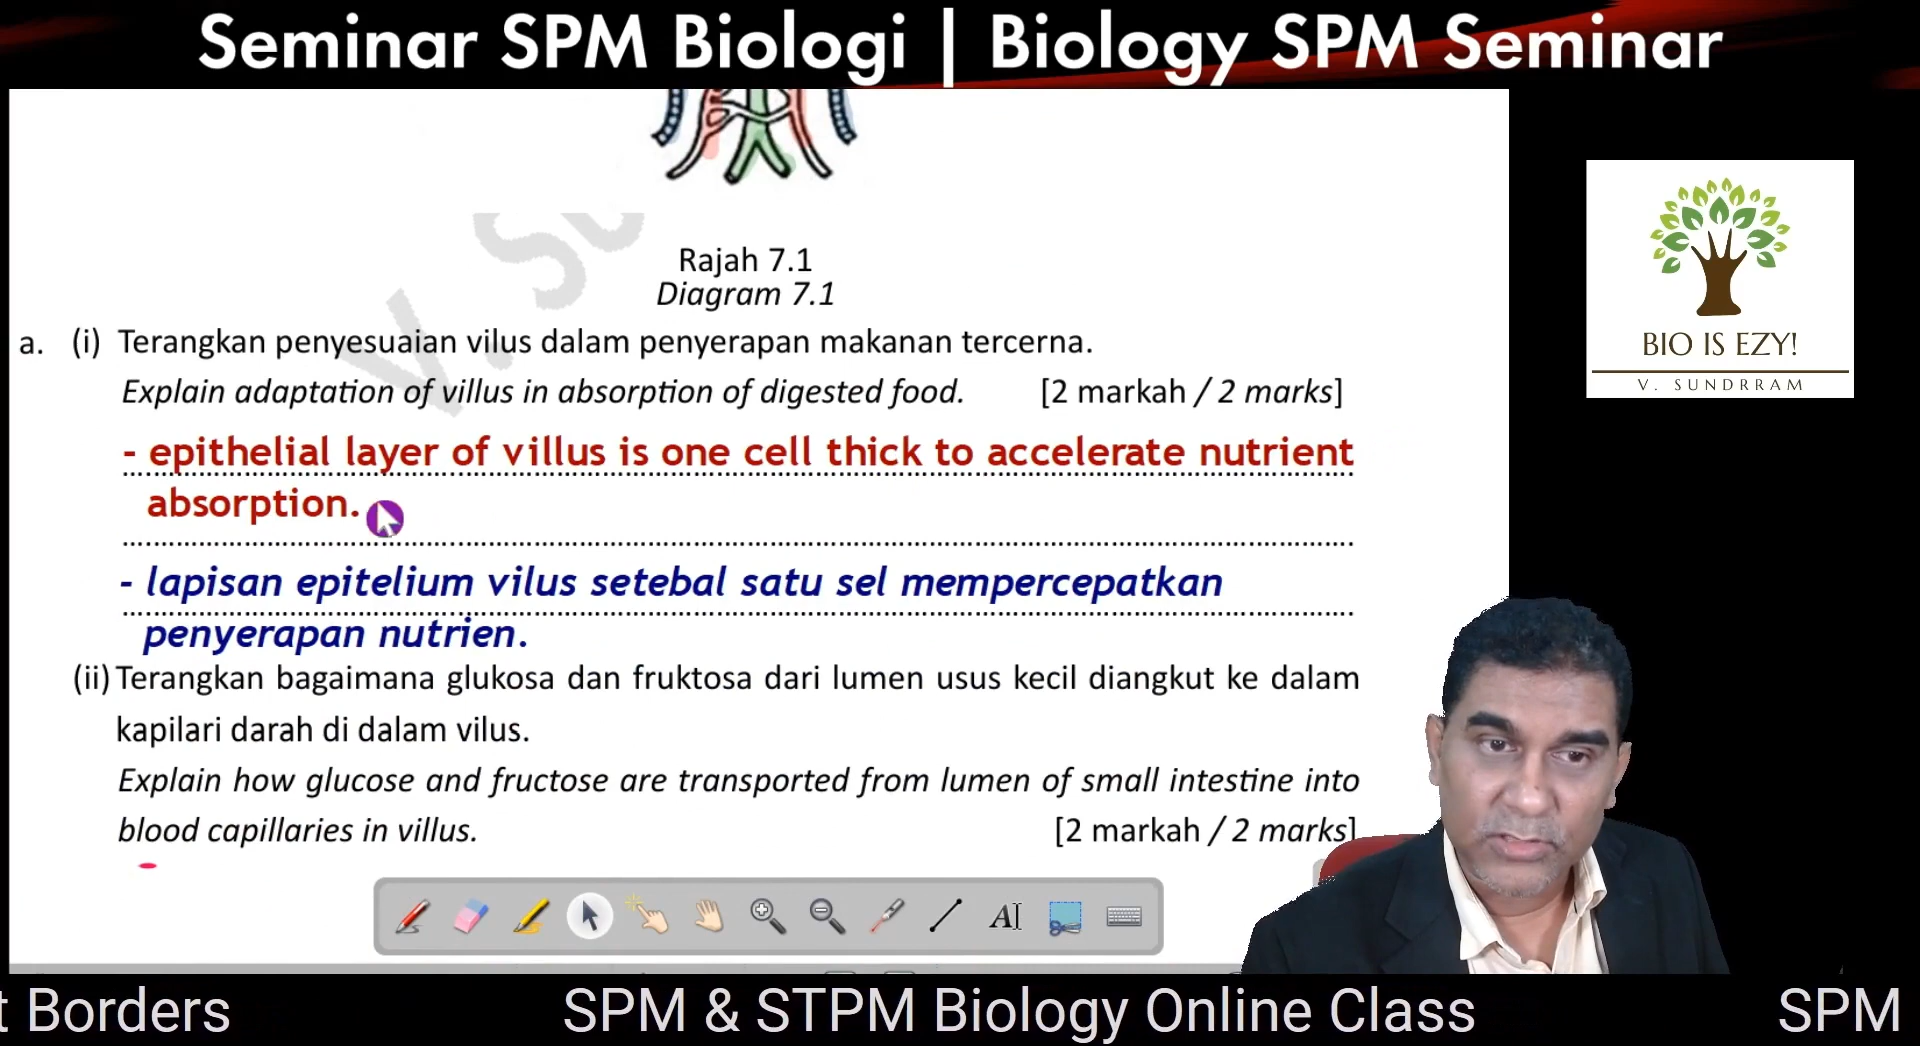 Seminar SPM Biologi | Biology SPM Seminar
V. Su
Rajah 7.1
Diagram 7.1
a. (i) Terangkan penyesuaian vilus dalam penyerapan makanan tercerna.
Explain adaptation of villus in absorption of digested food. [2 markah / 2 marks]
- epithelial layer of villus is one cell thick to accelerate nutrient
absorption.
- lapisan epitelium vilus setebal satu sel mempercepatkan
penyerapan nutrien.
(ii) Terangkan bagaimana glukosa dan fruktosa dari lumen usus kecil diangkut ke dalam
kapilari darah di dalam vilus.
Explain how glucose and fructose are transported from lumen of small intestine into
blood capillaries in villus. [2 markah / 2 marks]
BIO IS EZY!
V. SUNDRRAM
AI
t Borders SPM & STPM Biology Online Class SPM